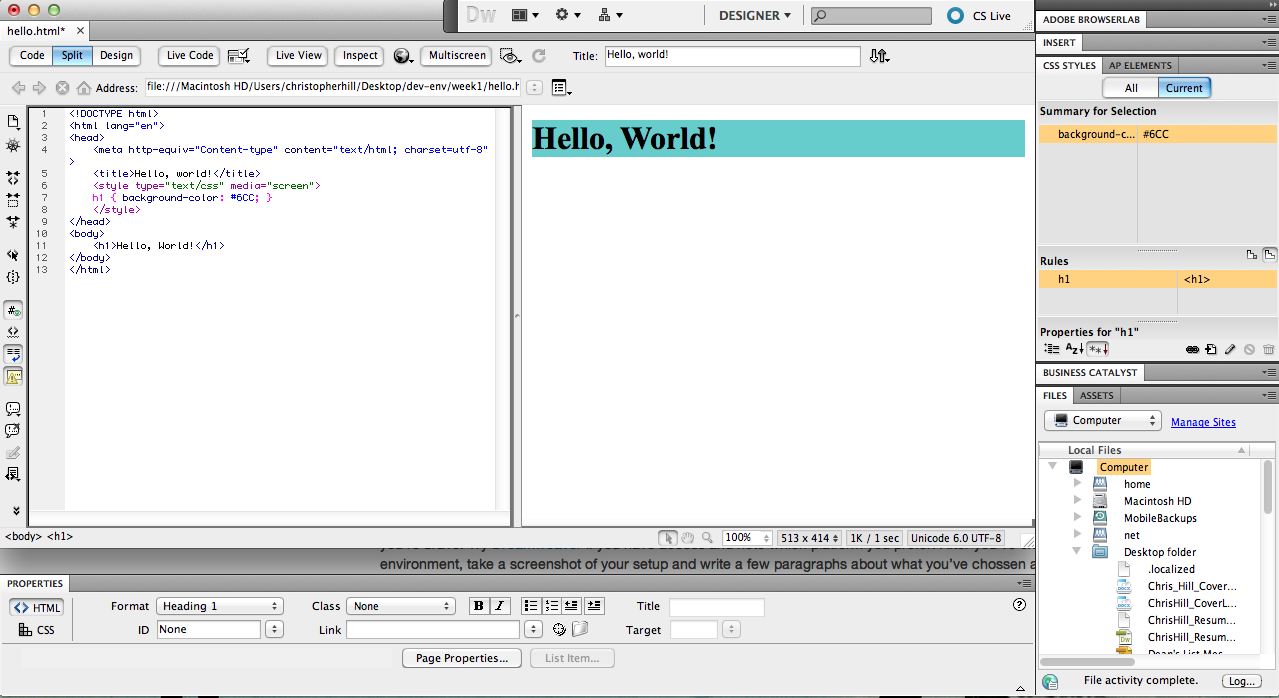 Dw
DESIGNER
CS Live
hello.html*
Code Split Design Live Code Live View Inspect Multiscreen Title: Hello, world!
Address: file:///Macintosh HD/Users/christopherhill/Desktop/dev-env/week1/hello.h
1 <!DOCTYPE html>
2 <html lang="en">
3 <head>
4 <meta http-equiv="Content-type" content="text/html; charset=utf-8"
>
5 <title>Hello, world!</title>
6 <style type="text/css" media="screen">
7 h1 { background-color: #6CC; }
8 </style>
9 </head>
10 <body>
11 <h1>Hello, World!</h1>
12 </body>
13 </html>
Hello, World!
<body> <h1>
100% 513 x 414 1K / 1 sec Unicode 6.0 UTF-8
environment, take a screenshot of your setup and write a few paragraphs about what you've chossen a
PROPERTIES
<> HTML Format Heading 1 Class None B I Title
CSS ID None Link Target
Page Properties... List Item...
ADOBE BROWSERLAB
INSERT
CSS STYLES AP ELEMENTS
All Current
Summary for Selection
background-c... #6CC
Rules
h1 <h1>
Properties for "h1"
BUSINESS CATALYST
FILES ASSETS
Computer Manage Sites
Local Files
Computer
home
Macintosh HD
MobileBackups
net
Desktop folder
.localized
Chris_Hill_Cover...
ChrisHill_CoverL...
ChrisHill_Resum...
ChrisHill_Resum...
File activity complete. Log...